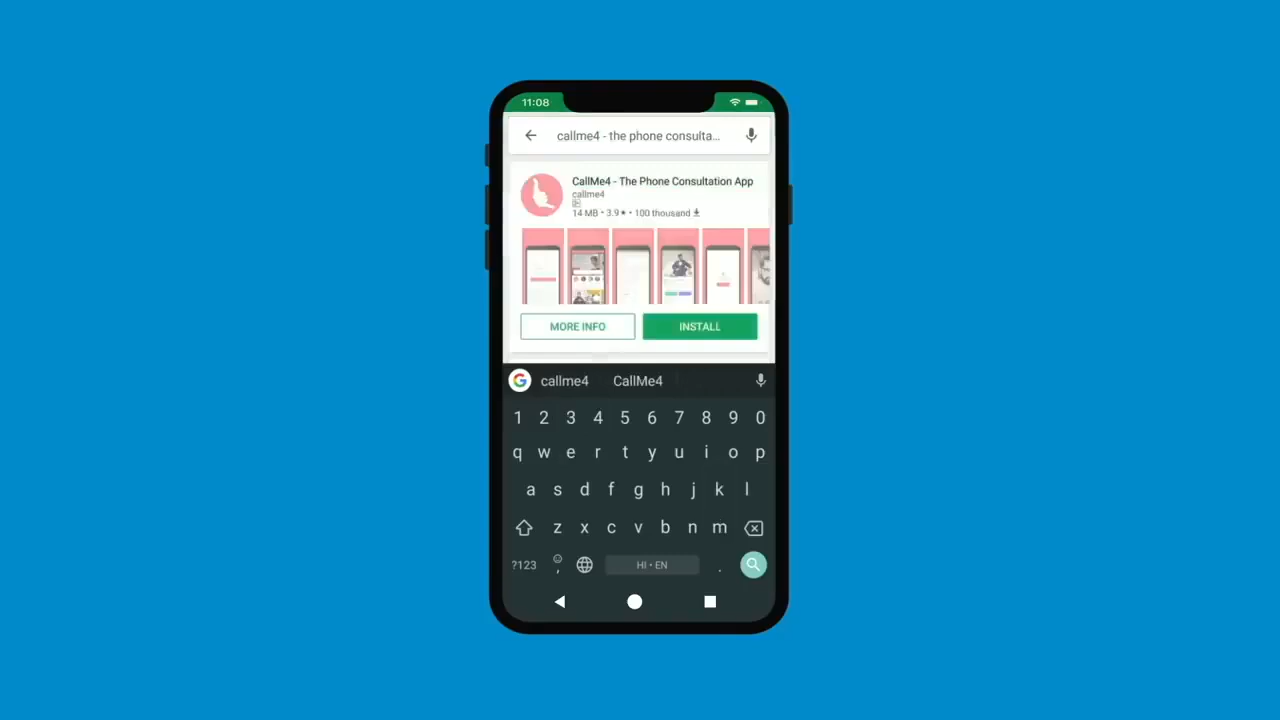 11:08
callme4 - the phone consulta...
CallMe4 - The Phone Consultation App
callme4
14 MB • 3.9 ★ • 100 thousand
MORE INFO
INSTALL
callme4 CallMe4
1 2 3 4 5 6 7 8 9 0
q w e r t y u i o p
a s d f g h j k l
z x c v b n m
?123 , HI • EN .